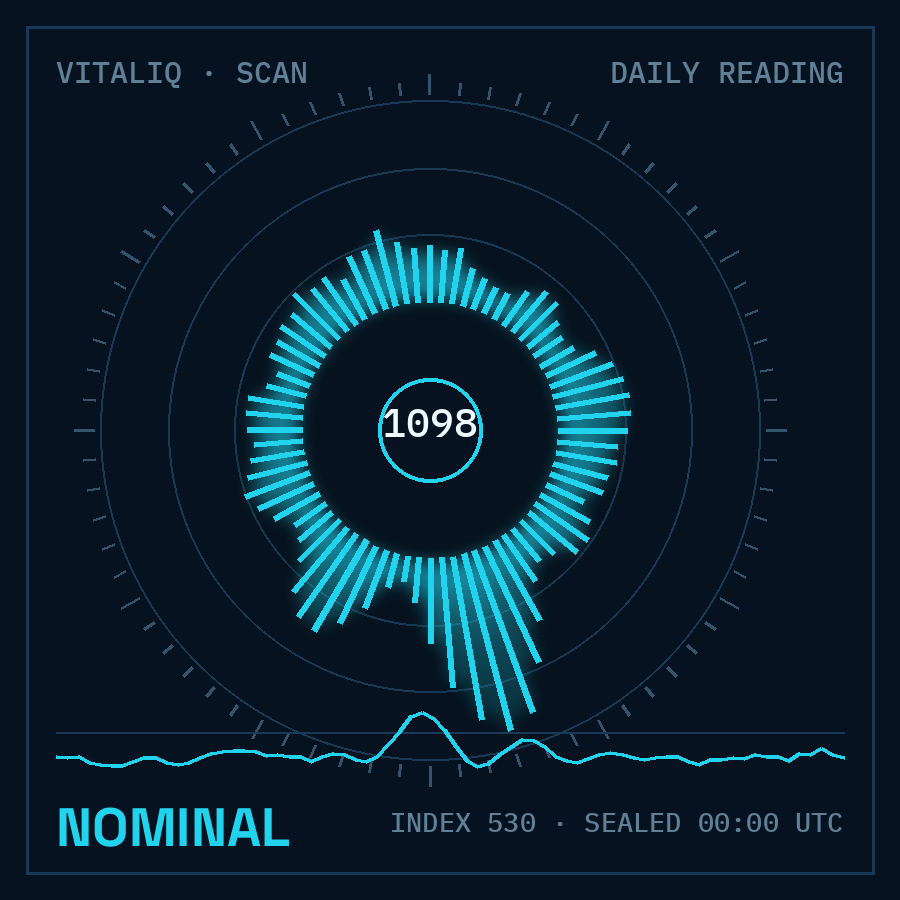 VITALIQ · SCAN
DAILY READING
1098
NOMINAL
INDEX 530 · SEALED 00:00 UTC